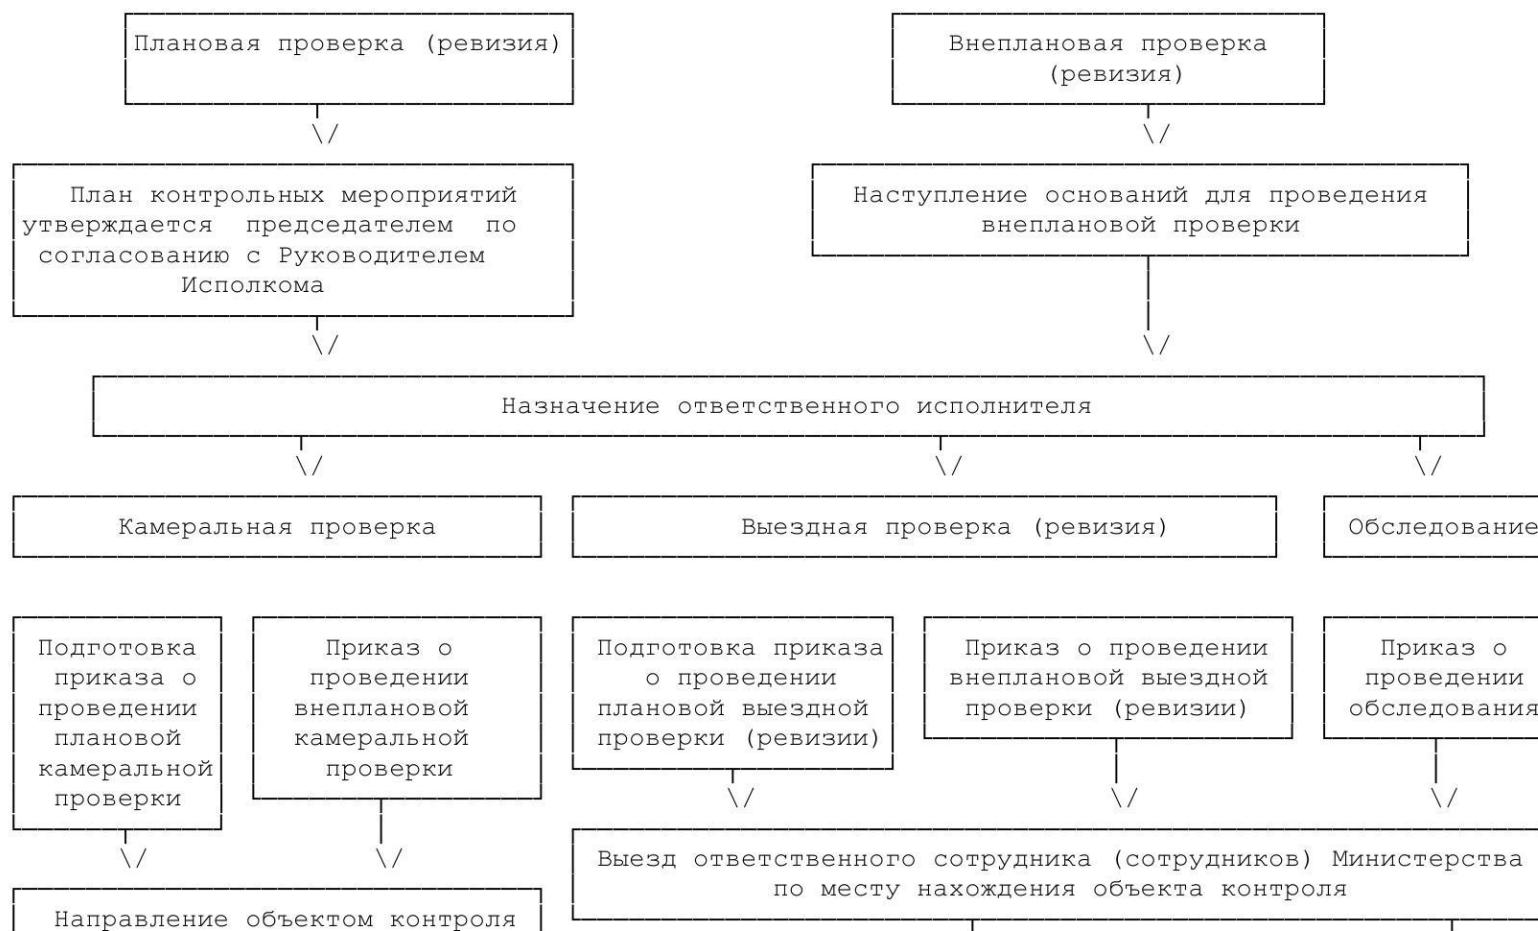 Плановая проверка (ревизия)
Внеплановая проверка
(ревизия)
План контрольных мероприятий
утверждается председателем по
согласованию с Руководителем
Исполкома
Наступление оснований для проведения
внеплановой проверки
Назначение ответственного исполнителя
Камеральная проверка
Выездная проверка (ревизия)
Обследование
Подготовка
приказа о
проведении
плановой
камеральной
проверки
Приказ о
проведении
внеплановой
камеральной
проверки
Подготовка приказа
о проведении
плановой выездной
проверки (ревизии)
Приказ о проведении
внеплановой выездной
проверки (ревизии)
Приказ о
проведении
обследования
Выезд ответственного сотрудника (сотрудников) Министерства
по месту нахождения объекта контроля
Направление объектом контроля